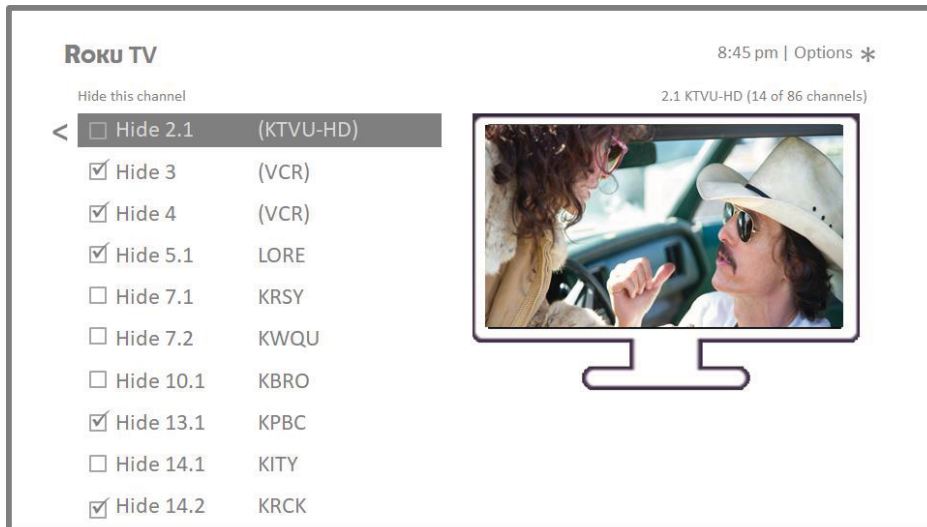 ROKU TV
8:45 pm | Options *
Hide this channel
2.1 KTVU-HD (14 of 86 channels)
< Hide 2.1 (KTVU-HD)
Hide 3 (VCR)
Hide 4 (VCR)
Hide 5.1 LORE
Hide 7.1 KRSY
Hide 7.2 KWQU
Hide 10.1 KBRO
Hide 13.1 KPBC
Hide 14.1 KITY
Hide 14.2 KRCK